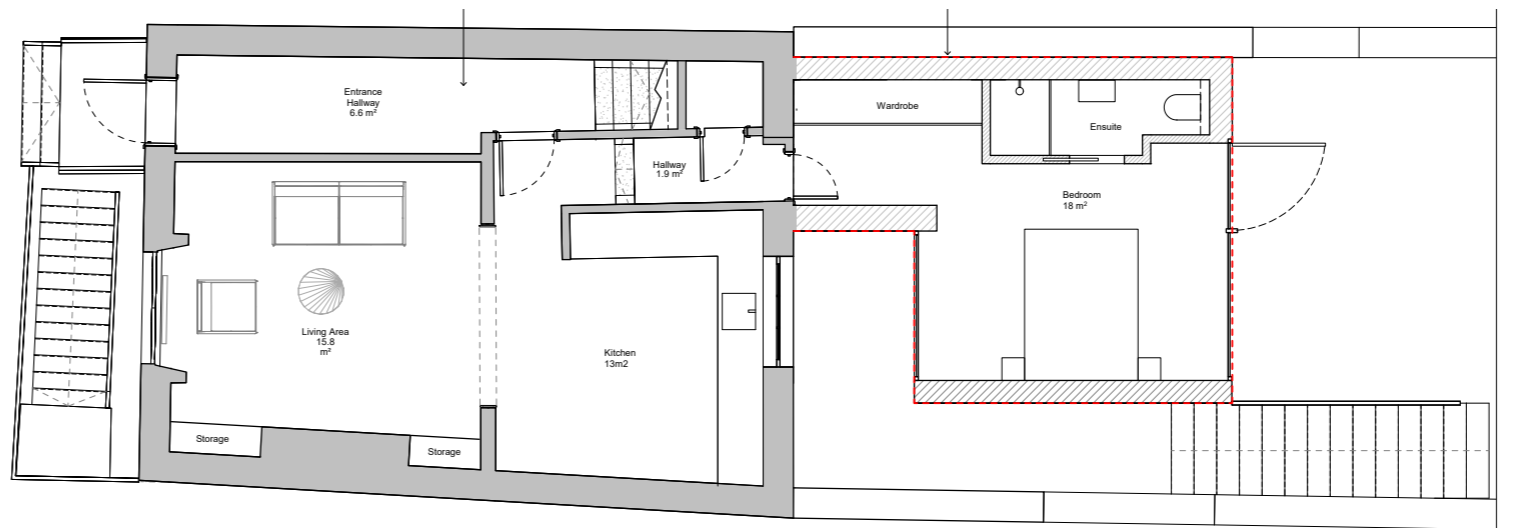 Entrance
Hallway
6.6 m²
Wardrobe
Ensuite
Hallway
1.9 m²
Bedroom
18 m²
Living Area
15.8
m²
Kitchen
13m2
Storage
Storage